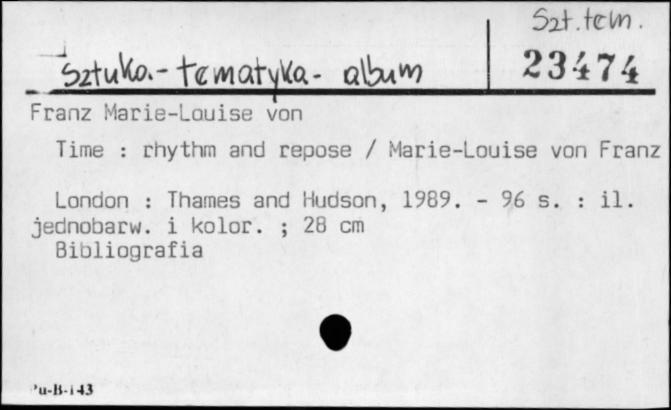 Szt. tem.
Sztuka. - tematyka - album
23474
Franz Marie-Louise von
Time : rhythm and repose / Marie-Louise von Franz
London : Thames and Hudson, 1989. - 96 s. : il.
jednobarw. i kolor. ; 28 cm
Bibliografia
Pu-B-143